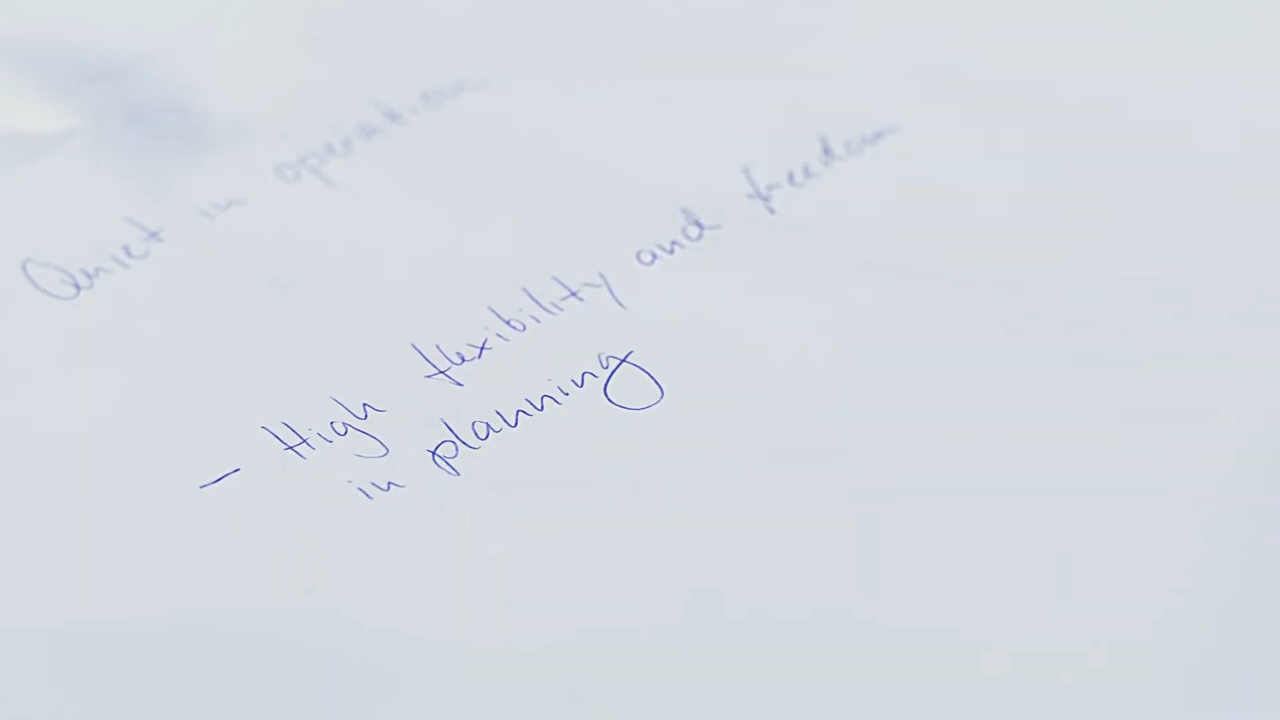 Quiet in operation
- High flexibility and freedom
in planning